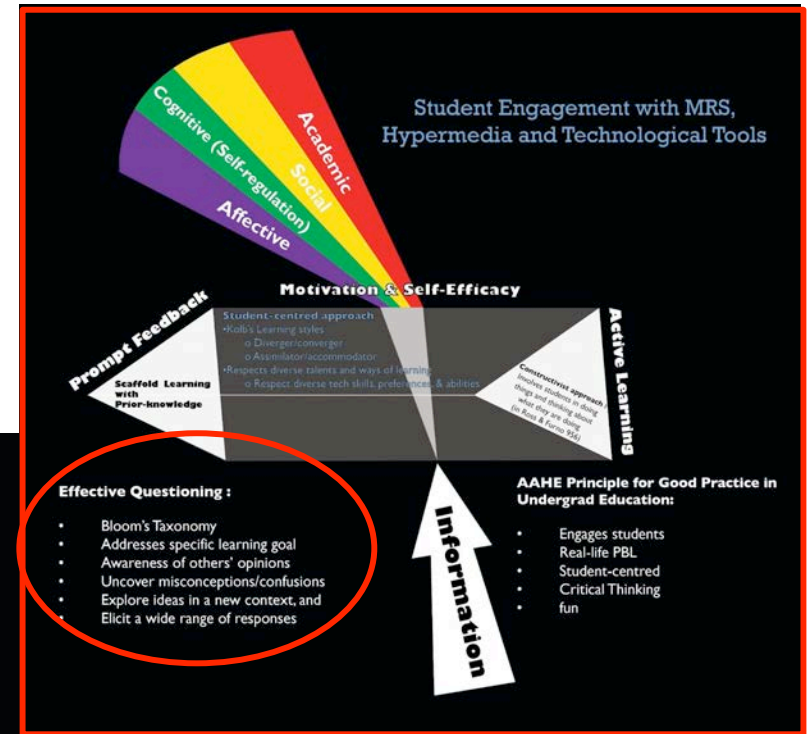 Student Engagement with MRS,
Hypermedia and Technological Tools
Academic
Social
Cognitive (Self-regulation)
Affective
Motivation & Self-Efficacy
Prompt Feedback
Scaffold Learning
with
Prior-knowledge
Student-centred approach
•Kolb's Learning styles
o Diverger/converger
o Assimilator/accommodator
•Respects diverse talents and ways of learning
o Respect diverse tech skills, preferences, & abilities
Constructivist approach :
Involves students in doing
things and thinking about
what they are doing
(in Ross & Furno 956)
Active Learning
Effective Questioning :
• Bloom's Taxonomy
• Addresses specific learning goal
• Awareness of others' opinions
• Uncover misconceptions/confusions
• Explore ideas in a new context, and
• Elicit a wide range of responses
Information
AAHE Principle for Good Practice in
Undergrad Education:
• Engages students
• Real-life PBL
• Student-centred
• Critical Thinking
• fun